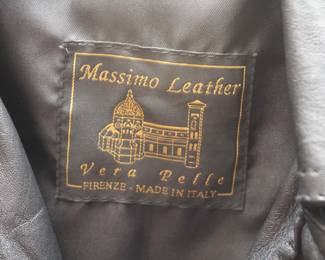 Massimo Leather
Vera Pelle
FIRENZE - MADE IN ITALY